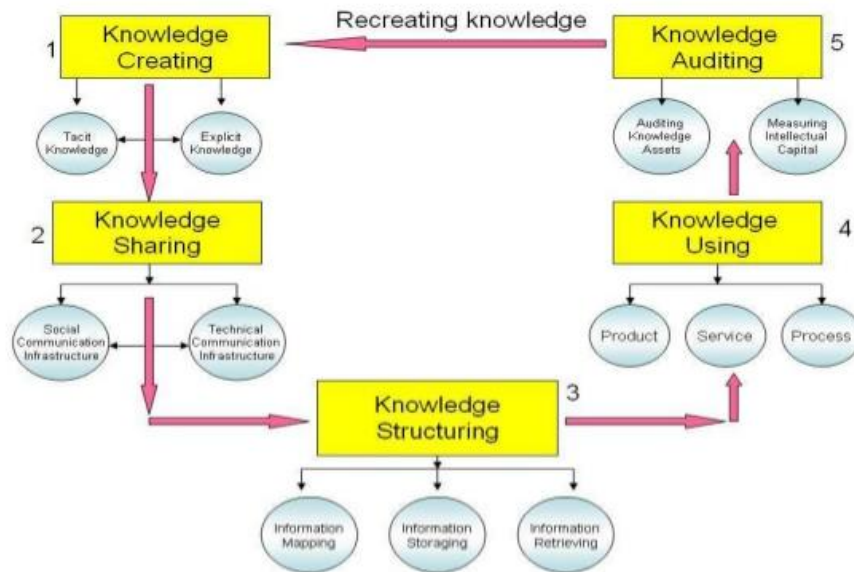 Recreating knowledge
1
Knowledge
Creating
Tacit
Knowledge
Explicit
Knowledge
2
Knowledge
Sharing
Social
Communication
Infrastructure
Technical
Communication
Infrastructure
3
Knowledge
Structuring
Information
Mapping
Information
Storaging
Information
Retrieving
4
Knowledge
Using
Product
Service
Process
5
Knowledge
Auditing
Auditing
Knowledge
Assets
Measuring
Intellectual
Capital